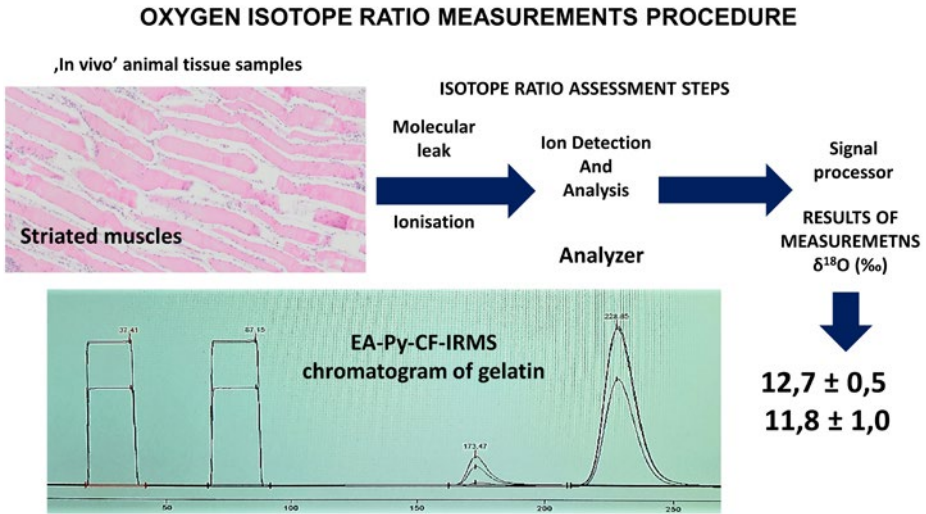 OXYGEN ISOTOPE RATIO MEASUREMENTS PROCEDURE
‚In vivo’ animal tissue samples
Striated muscles
ISOTOPE RATIO ASSESSMENT STEPS
Molecular
leak
Ionisation
Ion Detection
And
Analysis
Analyzer
Signal
processor
RESULTS OF
MEASUREMETNS
δ¹⁸O (‰)
12,7 ± 0,5
11,8 ± 1,0
EA-Py-CF-IRMS
chromatogram of gelatin
37.41
87.15
173.47
228.85
50
100
150
200
250